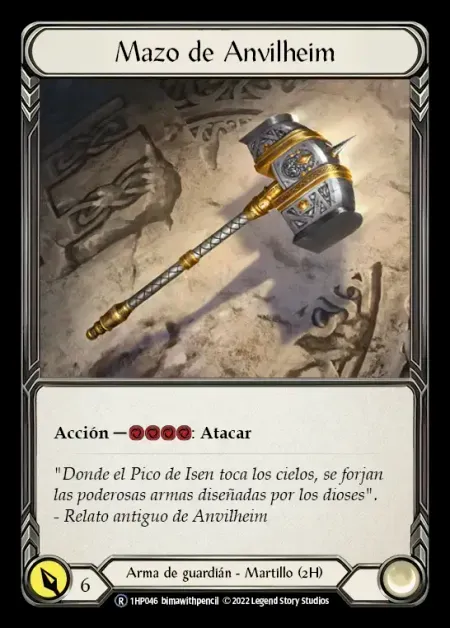 Mazo de Anvilheim
Acción — : Atacar
"Donde el Pico de Isen toca los cielos, se forjan
las poderosas armas diseñadas por los dioses".
- Relato antiguo de Anvilheim
6
Arma de guardián - Martillo (2H)
R 1HP046 bimawithpencil © 2022 Legend Story Studios